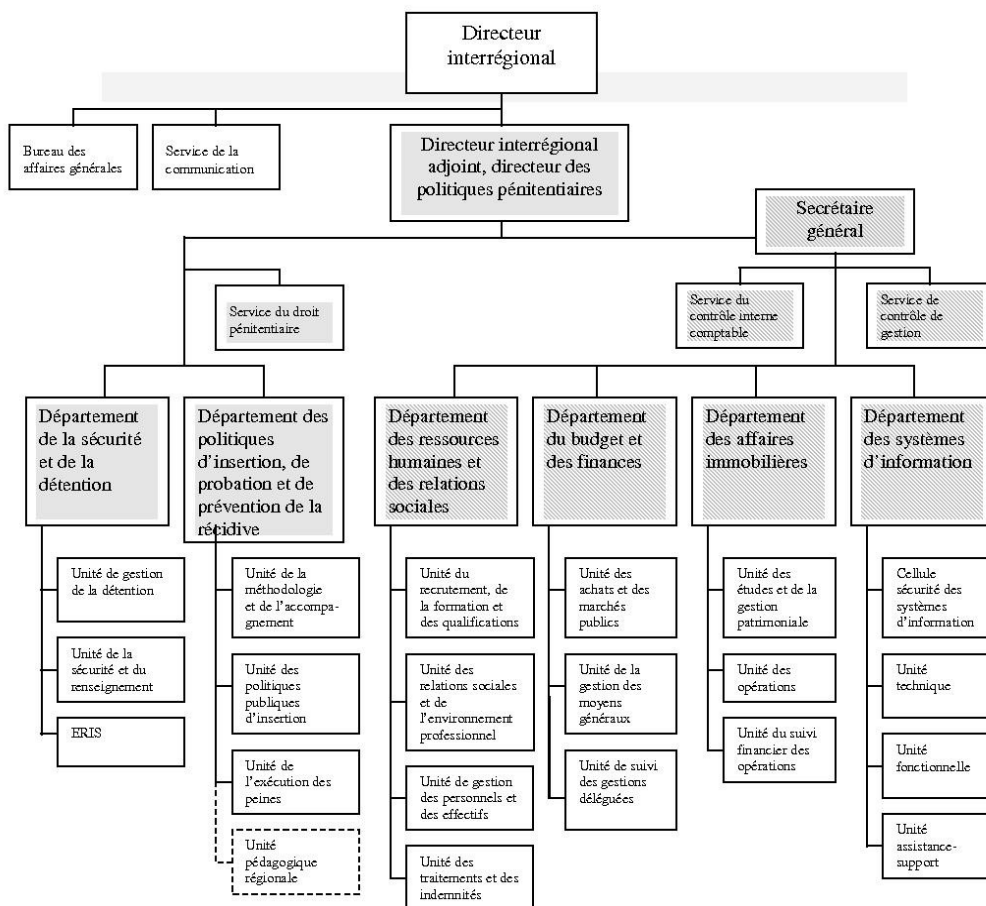 Directeur
interrégional
Bureau des
affaires générales
Service de la
communication
Directeur interrégional
adjoint, directeur des
politiques pénitentiaires
Secrétaire
général
Service du droit
pénitentiaire
Service du
contrôle interne
comptable
Service de
contrôle de
gestion
Département
de la sécurité
et de la
détention
Département des
politiques
d'insertion, de
probation et de
prévention de la
récidive
Département
des ressources
humaines et
des relations
sociales
Département
du budget et
des finances
Département
des affaires
immobilières
Département
des systèmes
d'information
Unité de gestion
de la détention
Unité de la
sécurité et du
renseignement
ERIS
Unité de la
méthodologie
et de l'accompa-
gnement
Unité des
politiques
publiques
d'insertion
Unité de
l'exécution des
peines
Unité
pédagogique
régionale
Unité du
recrutement, de
la formation et
des qualifications
Unité des
relations sociales
et de
l'environnement
professionnel
Unité de gestion
des personnels et
des effectifs
Unité des
traitements et des
indemnités
Unité des
achats et des
marchés
publics
Unité de la
gestion des
moyens
généraux
Unité de suivi
des gestions
déléguées
Unité des
études et de la
gestion
patrimoniale
Unité des
opérations
Unité du suivi
financier des
opérations
Cellule
sécurité des
systèmes
d'information
Unité
technique
Unité
fonctionnelle
Unité
assistance-
support